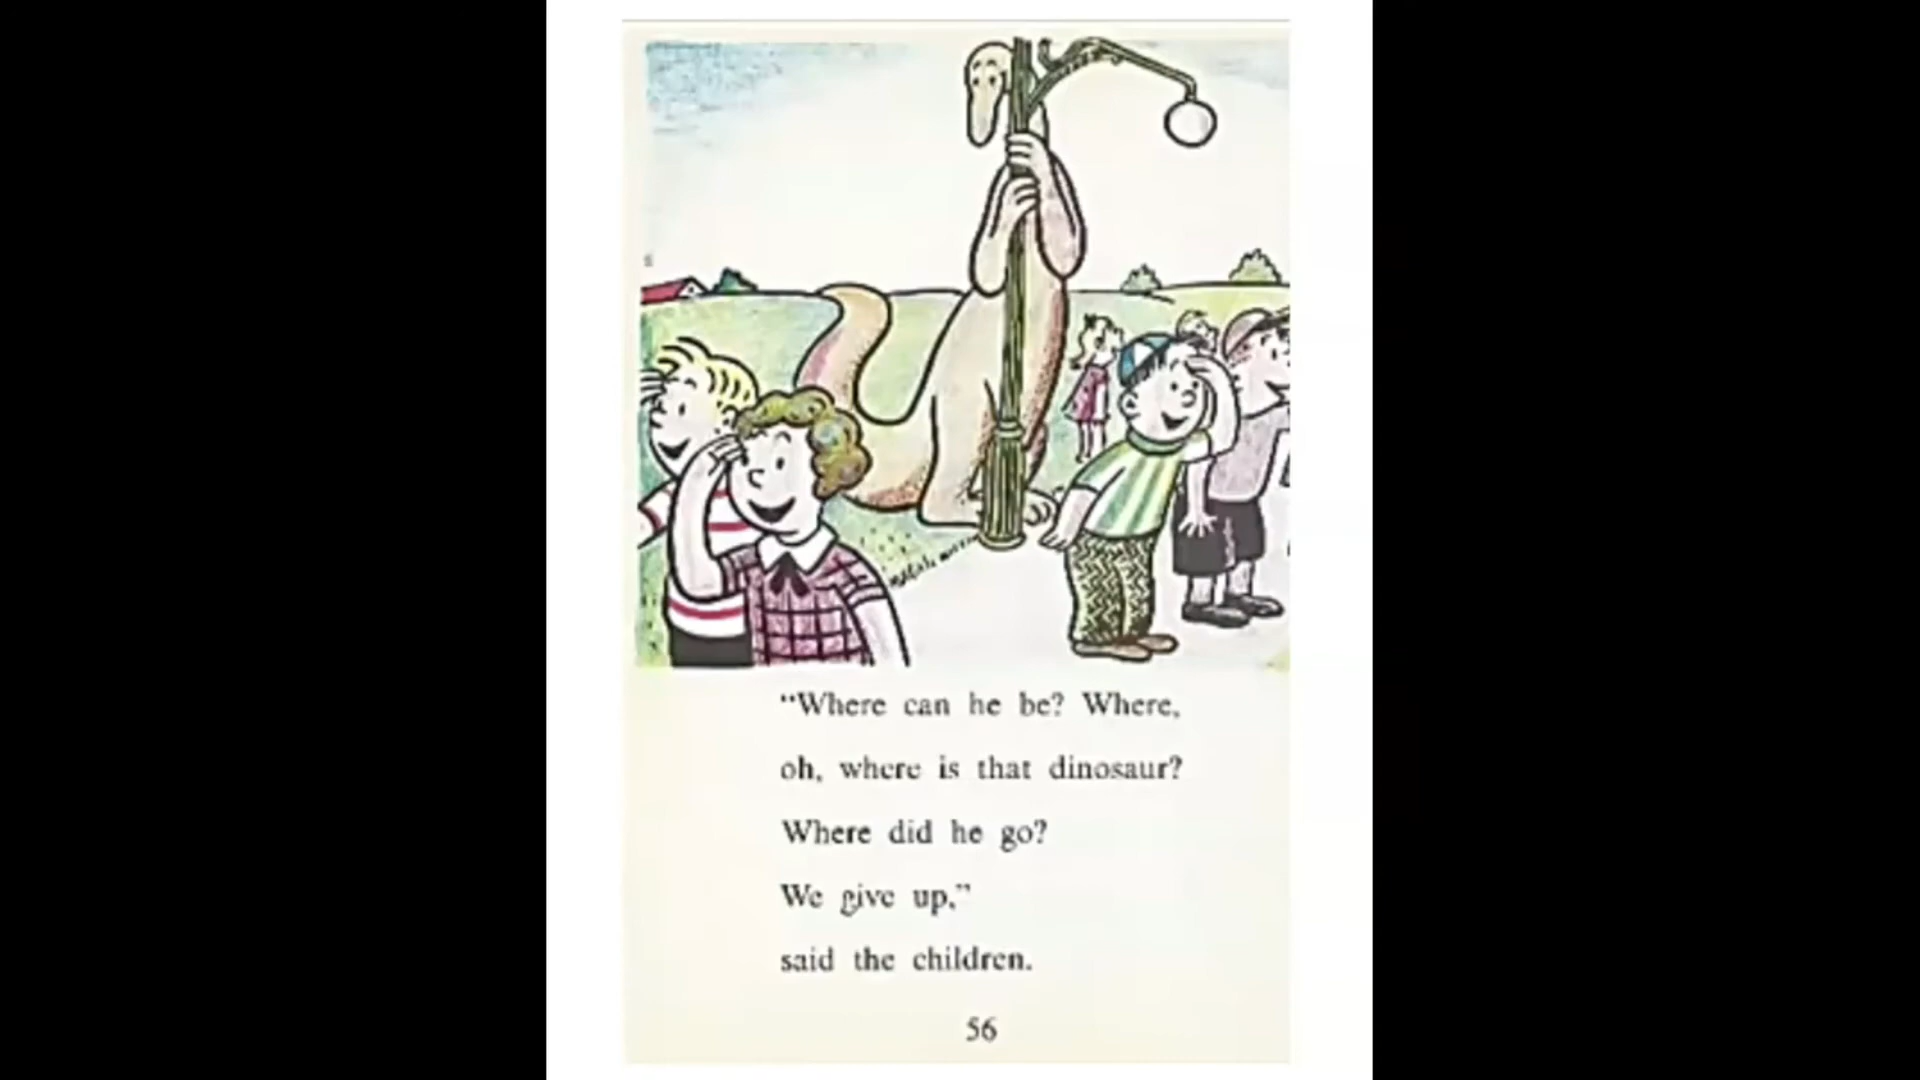 “Where can he be? Where,
oh, where is that dinosaur?
Where did he go?
We give up,”
said the children.
56